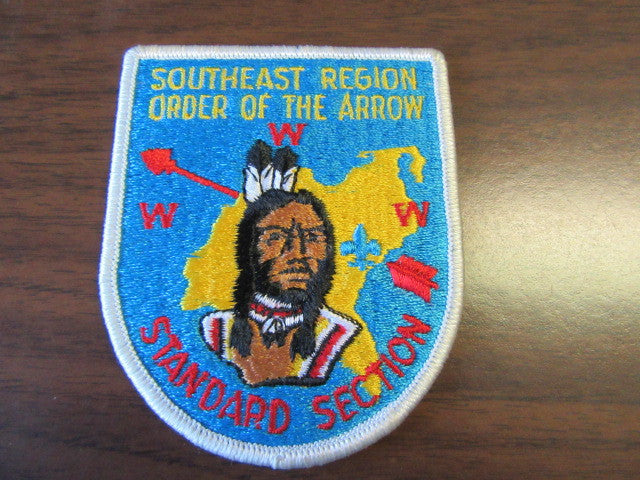 SOUTHEAST REGION
ORDER OF THE ARROW
W
W W
STANDARD SECTION